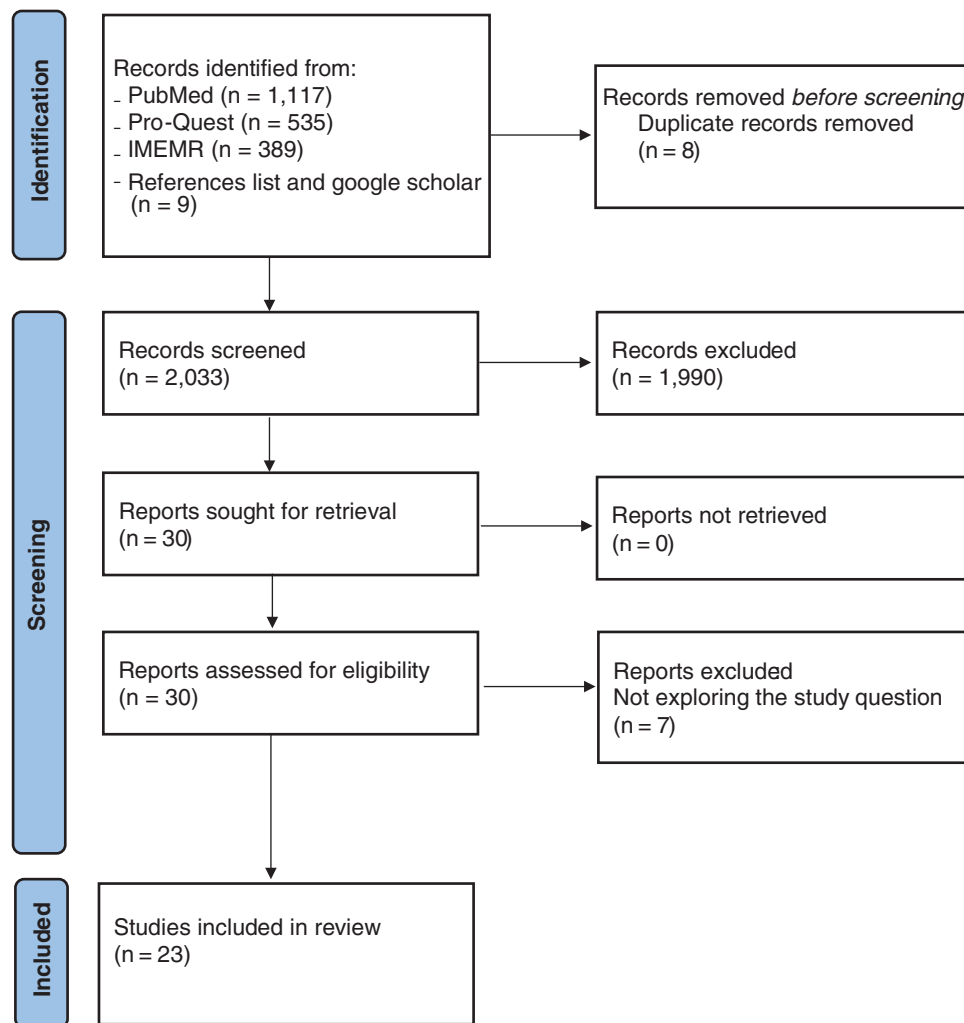 Identification
Records identified from:
- PubMed (n = 1,117)
- Pro-Quest (n = 535)
- IMEMR (n = 389)
- References list and google scholar
(n = 9)
Records removed before screening
Duplicate records removed
(n = 8)
Screening
Records screened
(n = 2,033)
Records excluded
(n = 1,990)
Reports sought for retrieval
(n = 30)
Reports not retrieved
(n = 0)
Reports assessed for eligibility
(n = 30)
Reports excluded
Not exploring the study question
(n = 7)
Included
Studies included in review
(n = 23)